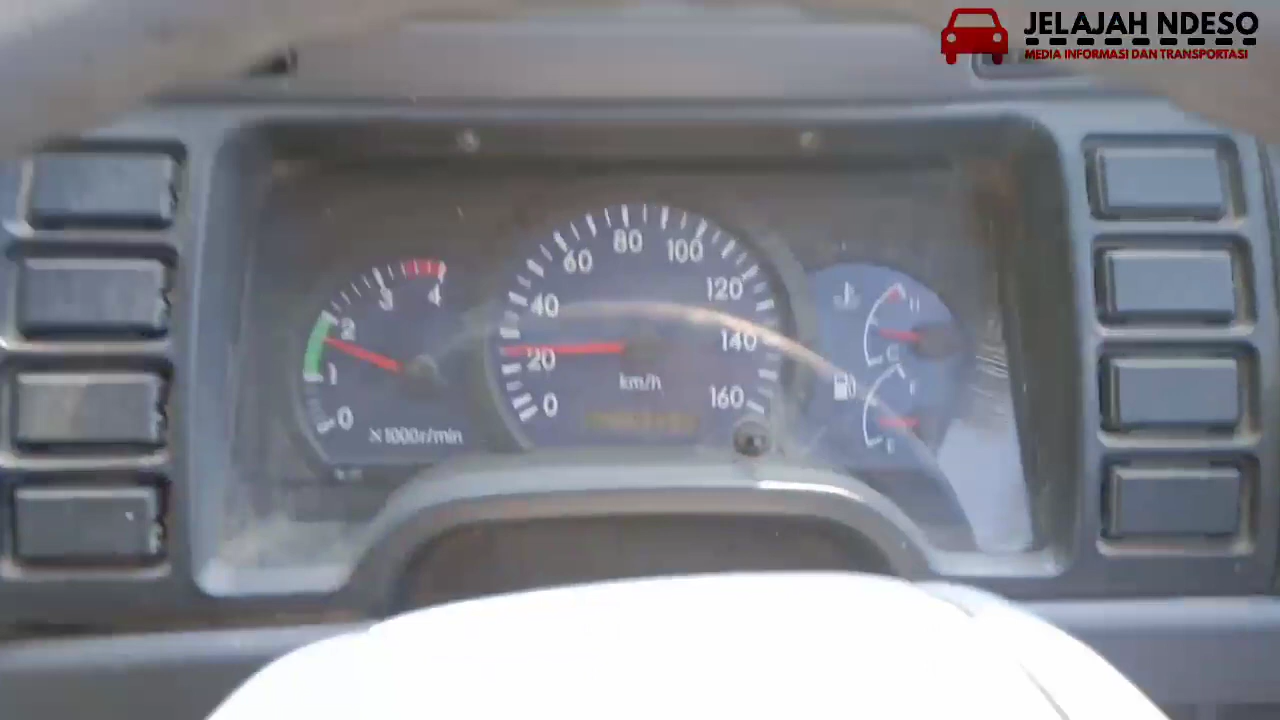 JELAJAH NDESO
MEDIA INFORMASI DAN TRANSPORTASI
0
1
2
3
4
×1000r/min
0
20
40
60
80
100
120
140
160
km/h
H
C
F
E